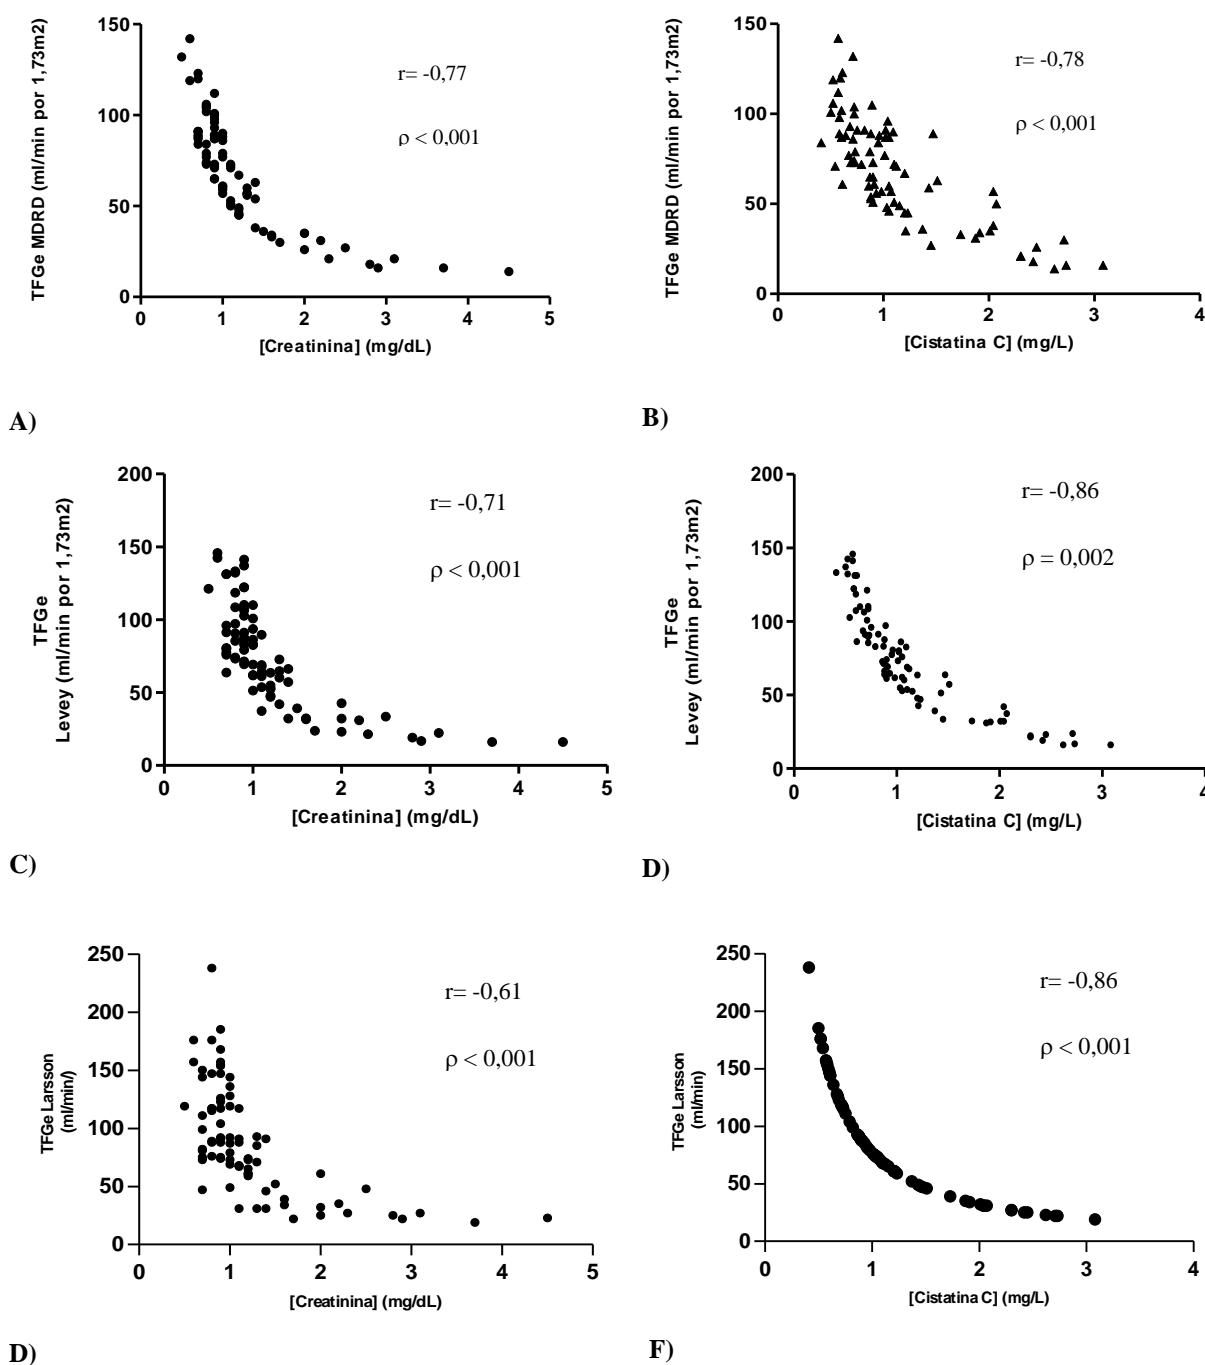 TFGe MDRD (ml/min por 1,73m2)
150
100
50
0
r= -0,77
ρ < 0,001
0 1 2 3 4 5
[Creatinina] (mg/dL)
A)
TFGe MDRD (ml/min por 1,73m2)
150
100
50
0
r= -0,78
ρ < 0,001
0 1 2 3 4
[Cistatina C] (mg/L)
B)
TFGe
Levey (ml/min por 1,73m2)
200
150
100
50
0
r= -0,71
ρ < 0,001
0 1 2 3 4 5
[Creatinina] (mg/dL)
C)
TFGe
Levey (ml/min por 1,73m2)
200
150
100
50
0
r= -0,86
ρ = 0,002
0 1 2 3 4
[Cistatina C] (mg/L)
D)
TFGe Larsson
(ml/min/)
250
200
150
100
50
0
r= -0,61
ρ < 0,001
0 1 2 3 4 5
[Creatinina] (mg/dL)
D)
TFGe Larsson
(ml/min)
250
200
150
100
50
0
r= -0,86
ρ < 0,001
0 1 2 3 4
[Cistatina C] (mg/L)
F)